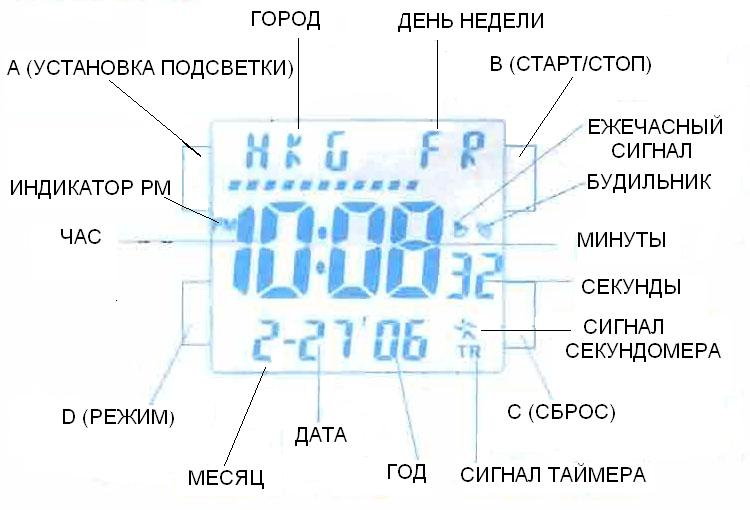 ГОРОД
ДЕНЬ НЕДЕЛИ
А (УСТАНОВКА ПОДСВЕТКИ)
В (СТАРТ/СТОП)
ЕЖЕЧАСНЫЙ
СИГНАЛ
HKG FR
ИНДИКАТОР РМ
БУДИЛЬНИК
PM
ЧАС
10:08
МИНУТЫ
32
СЕКУНДЫ
2-27'06
СИГНАЛ
СЕКУНДОМЕРА
TR
D (РЕЖИМ)
С (СБРОС)
ДАТА
МЕСЯЦ
ГОД
СИГНАЛ ТАЙМЕРА